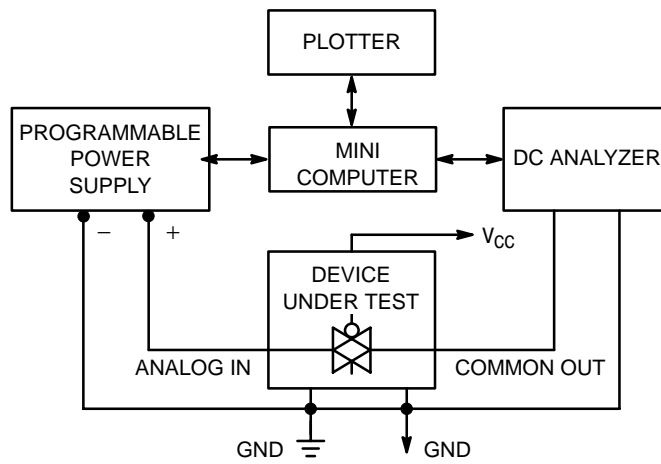 PLOTTER
PROGRAMMABLE
POWER
SUPPLY
MINI
COMPUTER
DC ANALYZER
− +
VCC
DEVICE
UNDER TEST
ANALOG IN
COMMON OUT
GND
GND